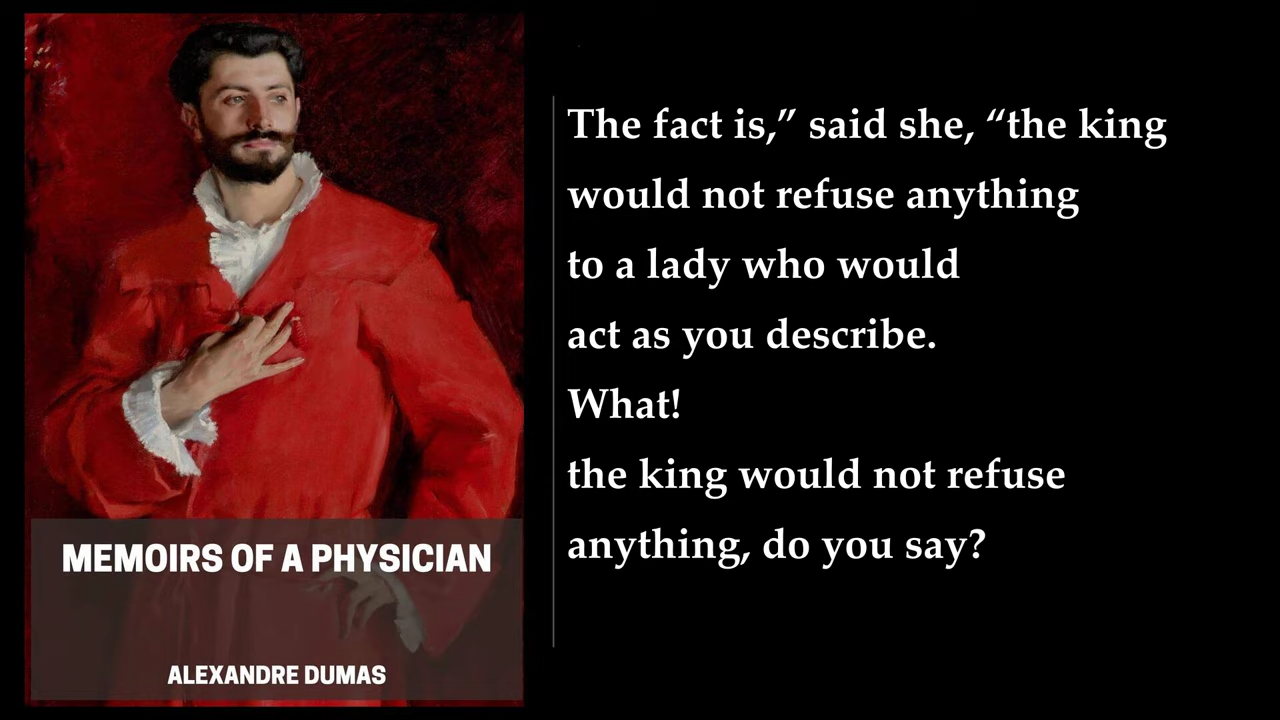 MEMOIRS OF A PHYSICIAN
ALEXANDRE DUMAS
The fact is,” said she, “the king
would not refuse anything
to a lady who would
act as you describe.
What!
the king would not refuse
anything, do you say?